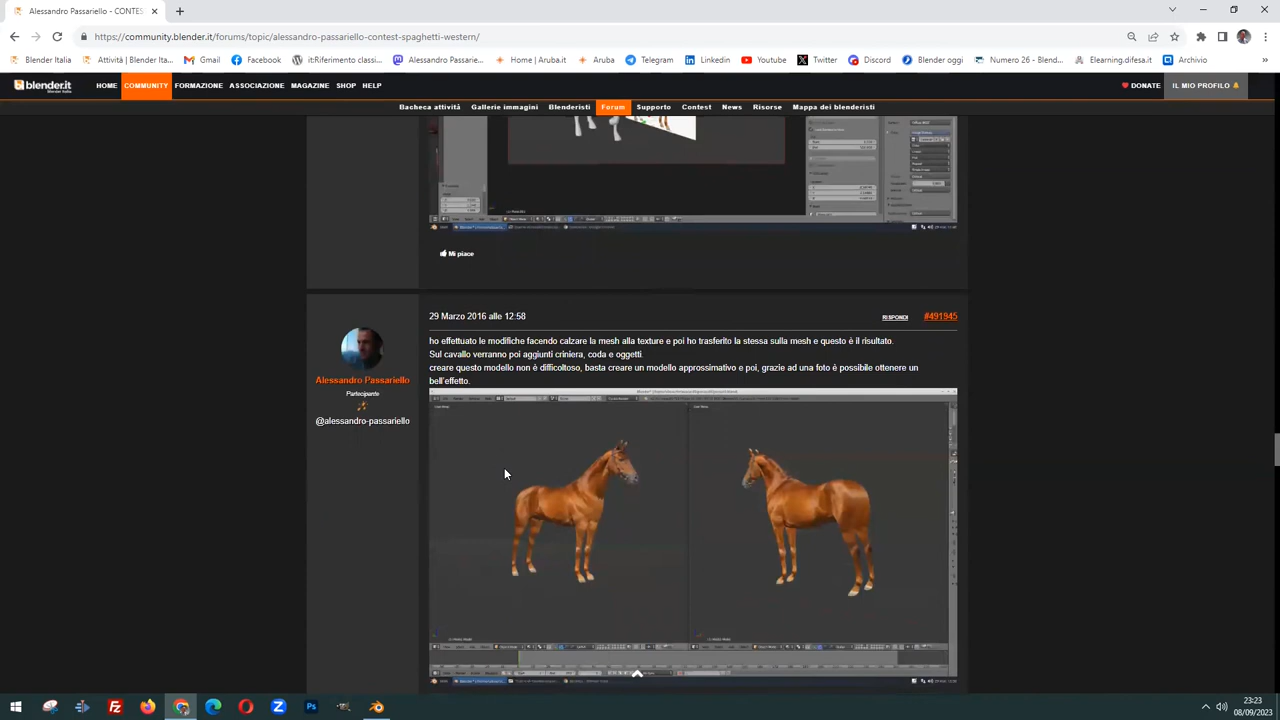 Alessandro Passariello - CONTES
https://community.blender.it/forums/topic/alessandro-passariello-contest-spaghetti-western/
Blender Italia
Attività | Blender Ita...
Gmail
Facebook
it:Riferimento classi...
Alessandro Passarie...
Home | Aruba.it
Aruba
Telegram
Linkedin
Youtube
Twitter
Discord
Blender oggi
Numero 26 - Blend...
Elearning.difesa.it
Archivio
blender.it
Blender Italia
HOME
COMMUNITY
FORMAZIONE
ASSOCIAZIONE
MAGAZINE
SHOP
HELP
DONATE
IL MIO PROFILO
Bacheca attività
Gallerie immagini
Blenderisti
Forum
Supporto
Contest
News
Risorse
Mappa dei blenderisti
Mi piace
29 Marzo 2016 alle 12:58
RISPONDI
#491945
Alessandro Passariello
Partecipante
@alessandro-passariello
ho effettuato le modifiche facendo calzare la mesh alla texture e poi ho trasferito la stessa sulla mesh e questo è il risultato.
Sul cavallo verranno poi aggiunti criniera, coda e oggetti.
creare questo modello non è difficoltoso, basta creare un modello approssimativo e poi, grazie ad una foto è possibile ottenere un
bell'effetto.
23:23
08/09/2023